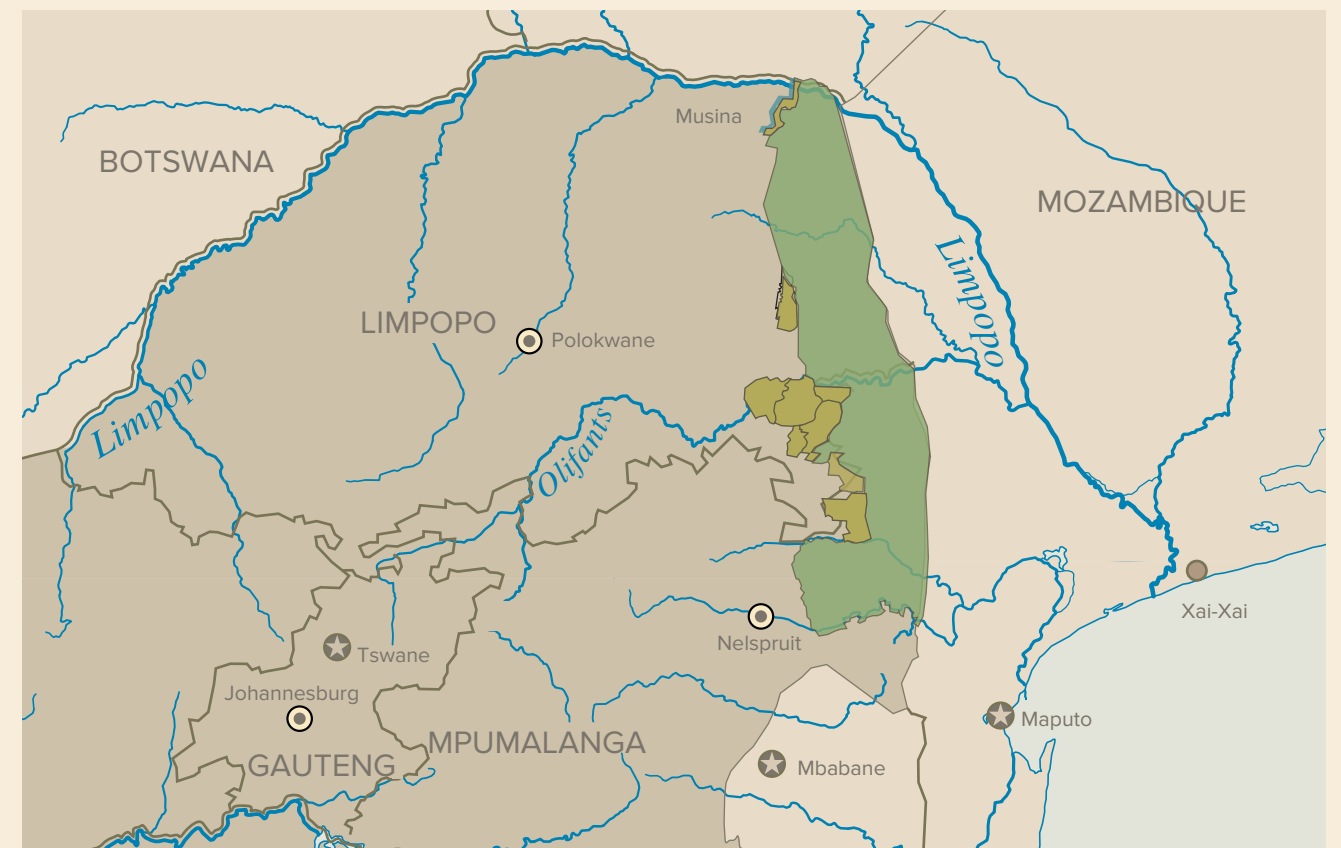 Musina
BOTSWANA
MOZAMBIQUE
Limpopo
LIMPOPO
Polokwane
Limpopo
Olifants
Xai-Xai
Nelspruit
Tswane
Johannesburg
Maputo
MPUMALANGA
GAUTENG
Mbabane